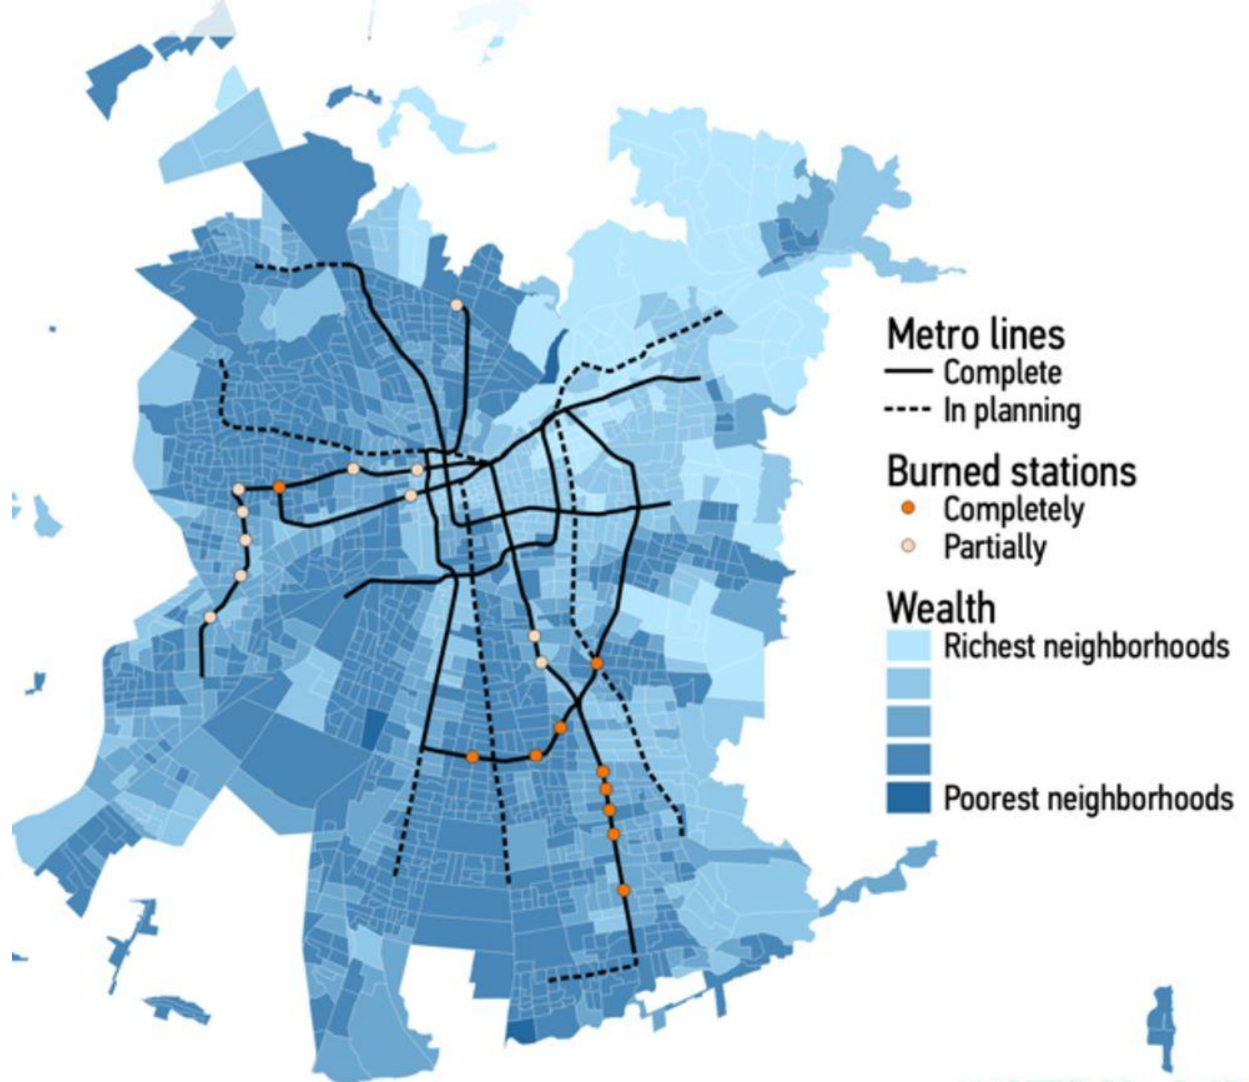 Metro lines
Complete
In planning
Burned stations
Completely
Partially
Wealth
Richest neighborhoods
Poorest neighborhoods